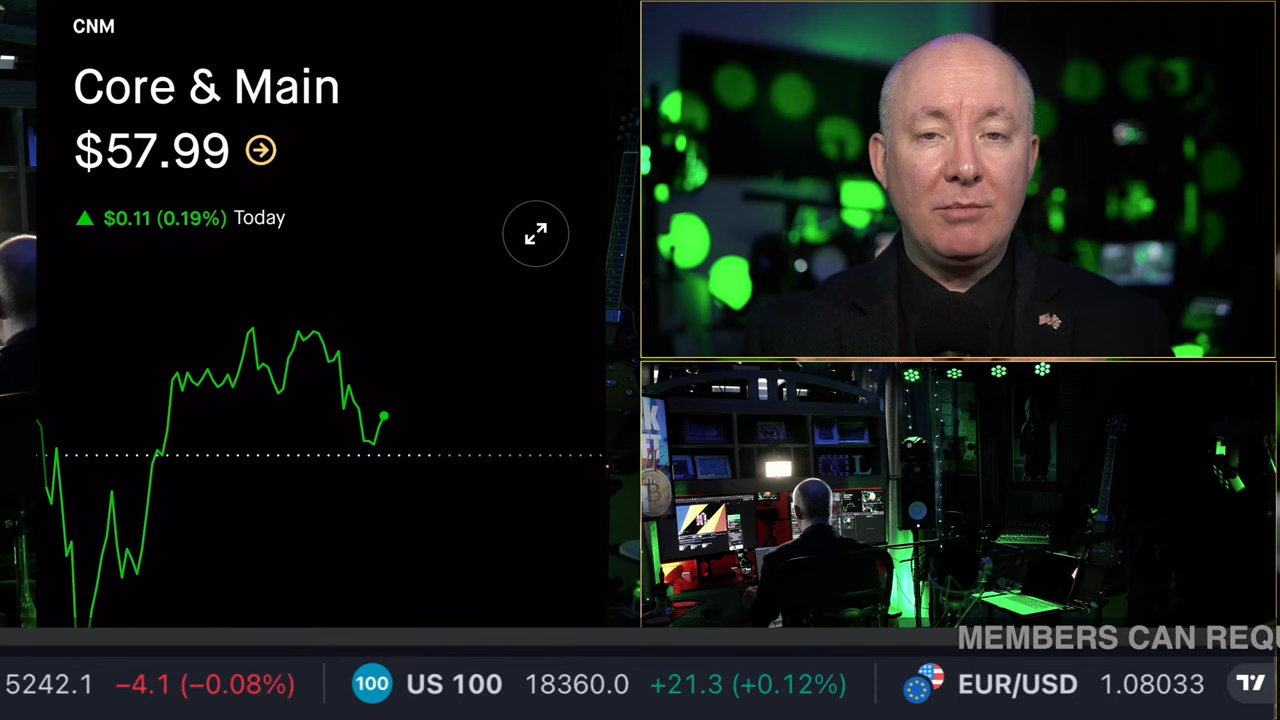 CNM
Core & Main
$57.99
$0.11 (0.19%) Today
MEMBERS CAN REQU
5242.1 −4.1 (−0.08%) 100 US 100 18360.0 +21.3 (+0.12%) EUR/USD 1.08033